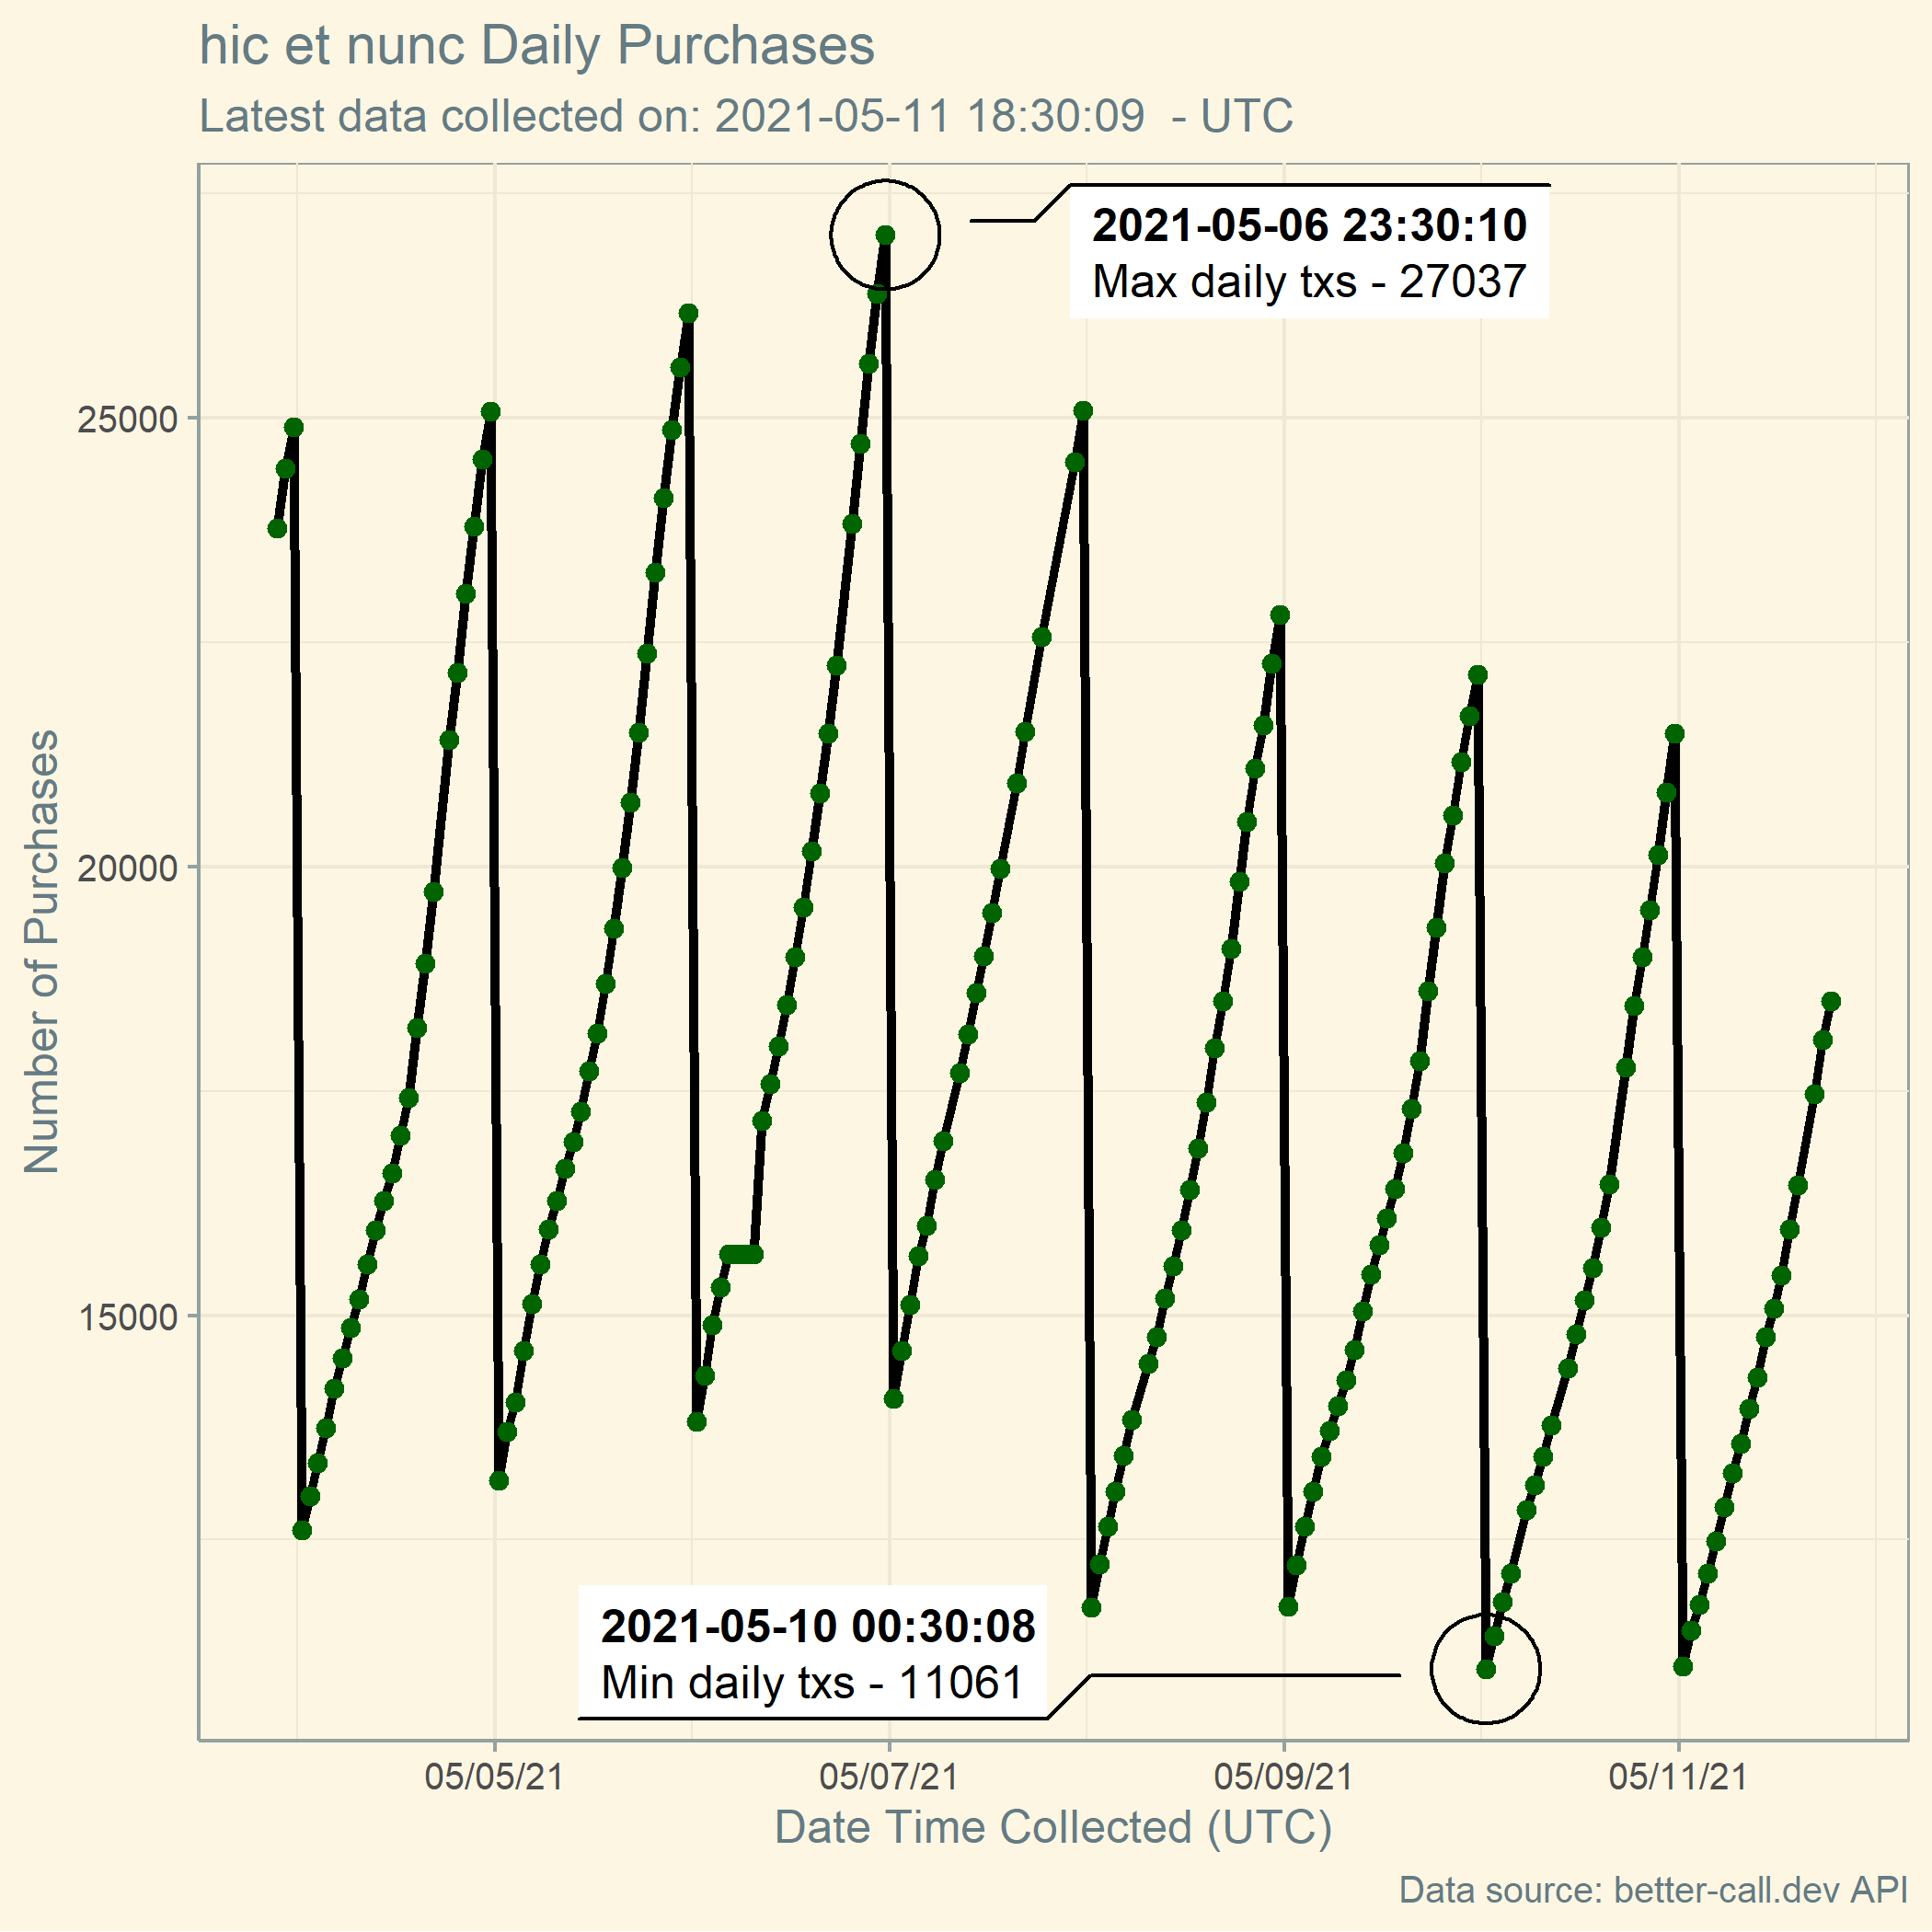 hic et nunc Daily Purchases
Latest data collected on: 2021-05-11 18:30:09  - UTC
2021-05-06 23:30:10
Max daily txs - 27037
25000
20000
15000
Number of Purchases
2021-05-10 00:30:08
Min daily txs - 11061
05/05/21 05/07/21 05/09/21 05/11/21
Date Time Collected (UTC)
Data source: better-call.dev API